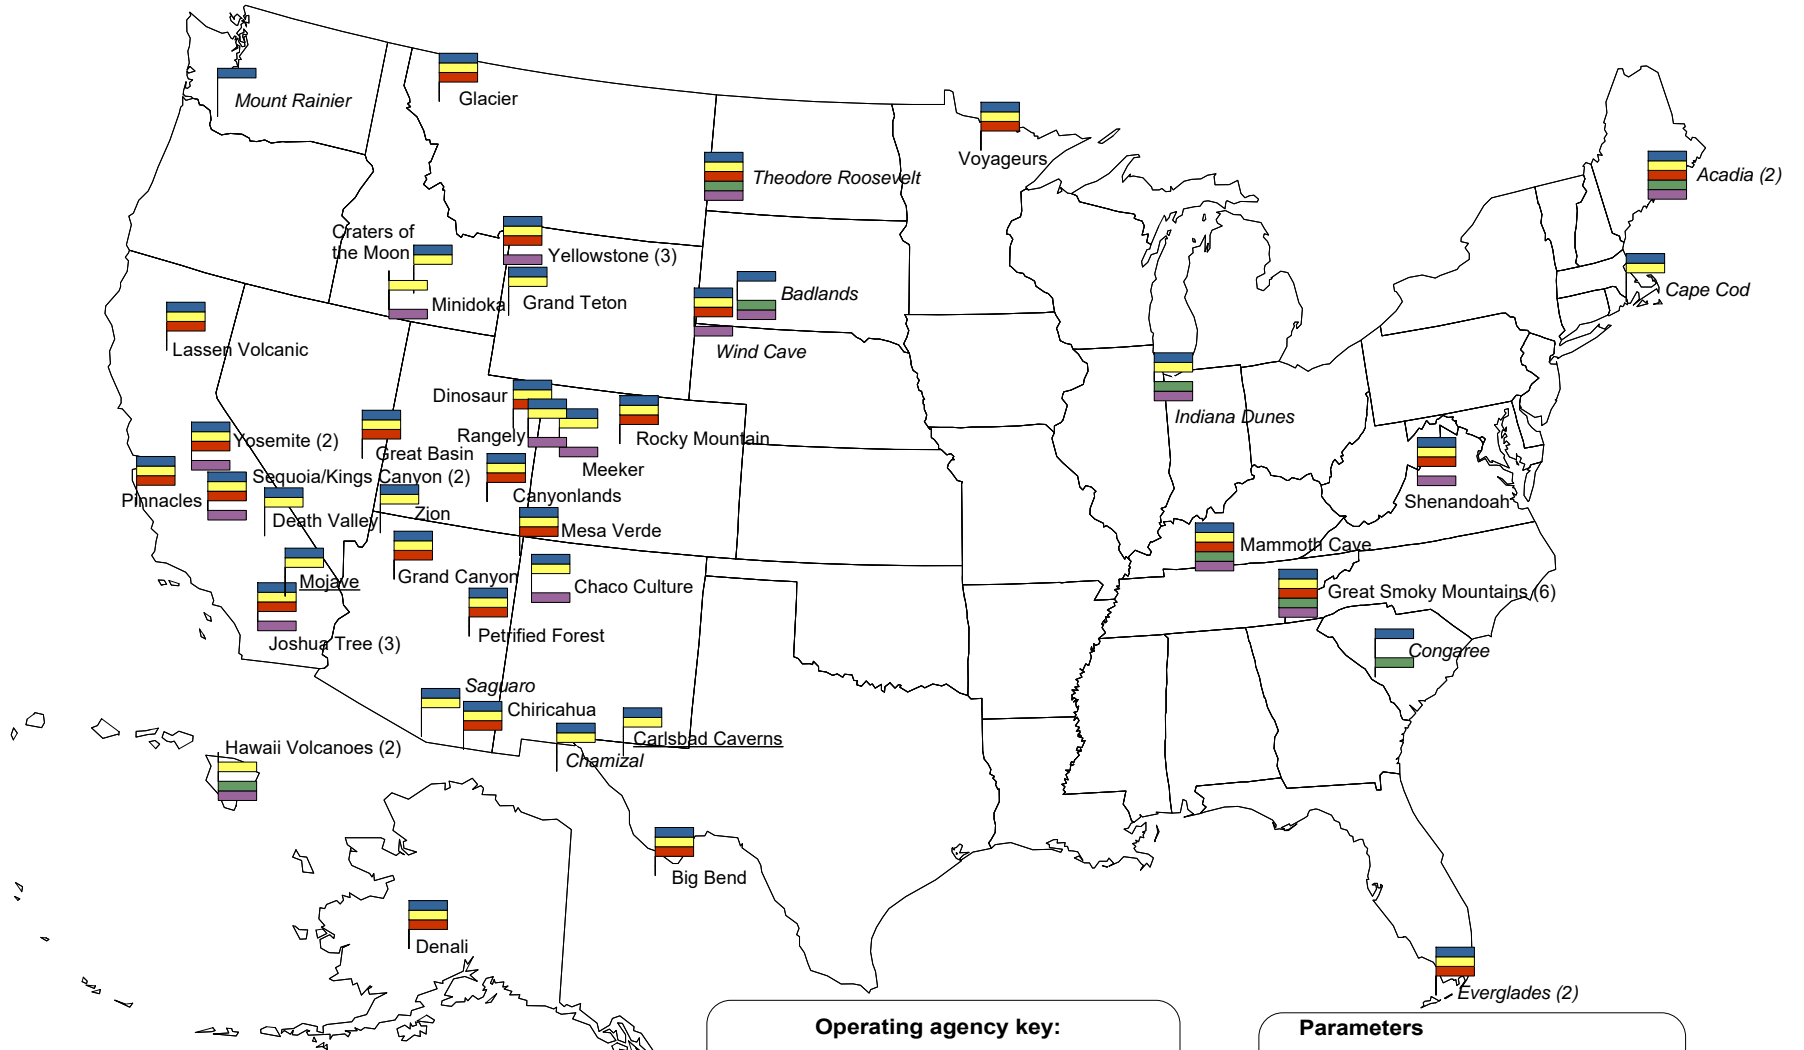 Glacier
Mount Rainier
Voyageurs
Theodore Roosevelt
Acadia (2)
Craters of
the Moon
Yellowstone (3)
Cape Cod
Badlands
Minidoka
Grand Teton
Lassen Volcanic
Wind Cave
Dinosaur
Indiana Dunes
Rangely
Rocky Mountain
Yosemite (2)
Great Basin
Meeker
Sequoia/Kings Canyon (2)
Pinnacles
Canyonlands
Shenandoah
Death Valley
Zion
Mesa Verde
Mammoth Cave
Mojave
Grand Canyon
Chaco Culture
Great Smoky Mountains (6)
Joshua Tree (3)
Petrified Forest
Congaree
Saguaro
Chiricahua
Carlsbad Caverns
Hawaii Volcanoes (2)
Chamizal
Big Bend
Denali
Everglades (2)
Operating agency key:
Parameters